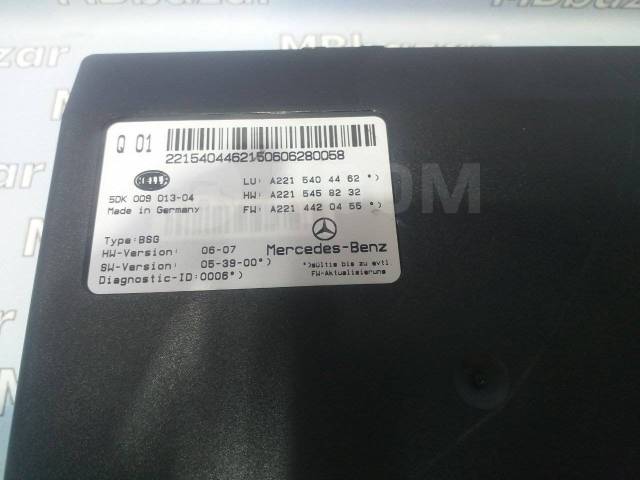 MBbazar
Q 01
2215404462150606280058
HELLA
LU: A221 540 44 62*)
5DK 009 013-04
HW: A221 545 82 32
Made in Germany
FW: A221 442 04 55*)
Type:BSG
HW-Version: 06-07
Mercedes-Benz
SW-Version: 05-39-00*)
*)gültig bis zu evtl
Diagnostic-ID:0006*)
FW-Aktualisierung